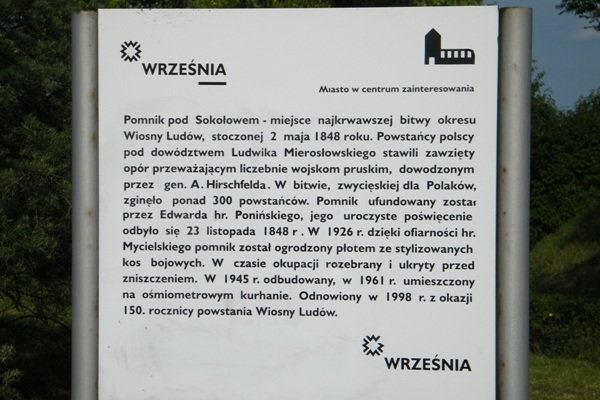 WRZEŚNIA
Miasto w centrum zainteresowania
Pomnik pod Sokołowem - miejsce najkrwawszej bitwy okresu
Wiosny Ludów, stoczonej 2 maja 1848 roku. Powstańcy polscy
pod dowództwem Ludwika Mierosławskiego stawili zawzięty
opór przeważającym liczebnie wojskom pruskim, dowodzonym
przez gen. A. Hirschfelda. W bitwie, zwycięskiej dla Polaków,
zginęło ponad 300 powstańców. Pomnik ufundowany został
przez Edwarda hr. Ponińskiego, jego uroczyste poświęcenie
odbyło się 23 listopada 1848 r. W 1926 r. dzięki ofiarności hr.
Mycielskiego pomnik został ogrodzony płotem ze stylizowanych
kos bojowych. W czasie okupacji rozebrany i ukryty przed
zniszczeniem. W 1945 r. odbudowany, w 1961 r. umieszczony
na ośmiometrowym kurhanie. Odnowiony w 1998 r. z okazji
150. rocznicy powstania Wiosny Ludów.
WRZEŚNIA